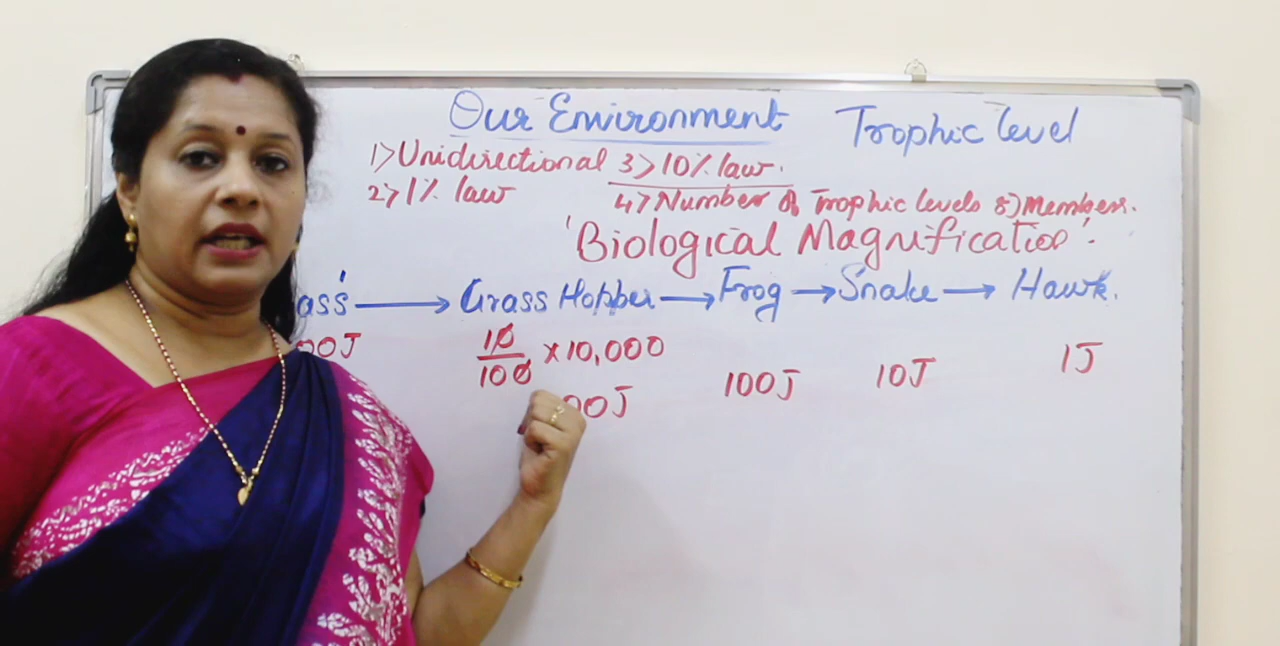 Our Environment Trophic level
1> Unidirectional 3> 10% law.
2> 1% law 4> Number of Trophic levels 5) Members.
'Biological Magnification'.
ass → Grass Hopper → Frog → Snake → Hawk.
00J 10/100 × 10,000 100J 10J 1J
00J